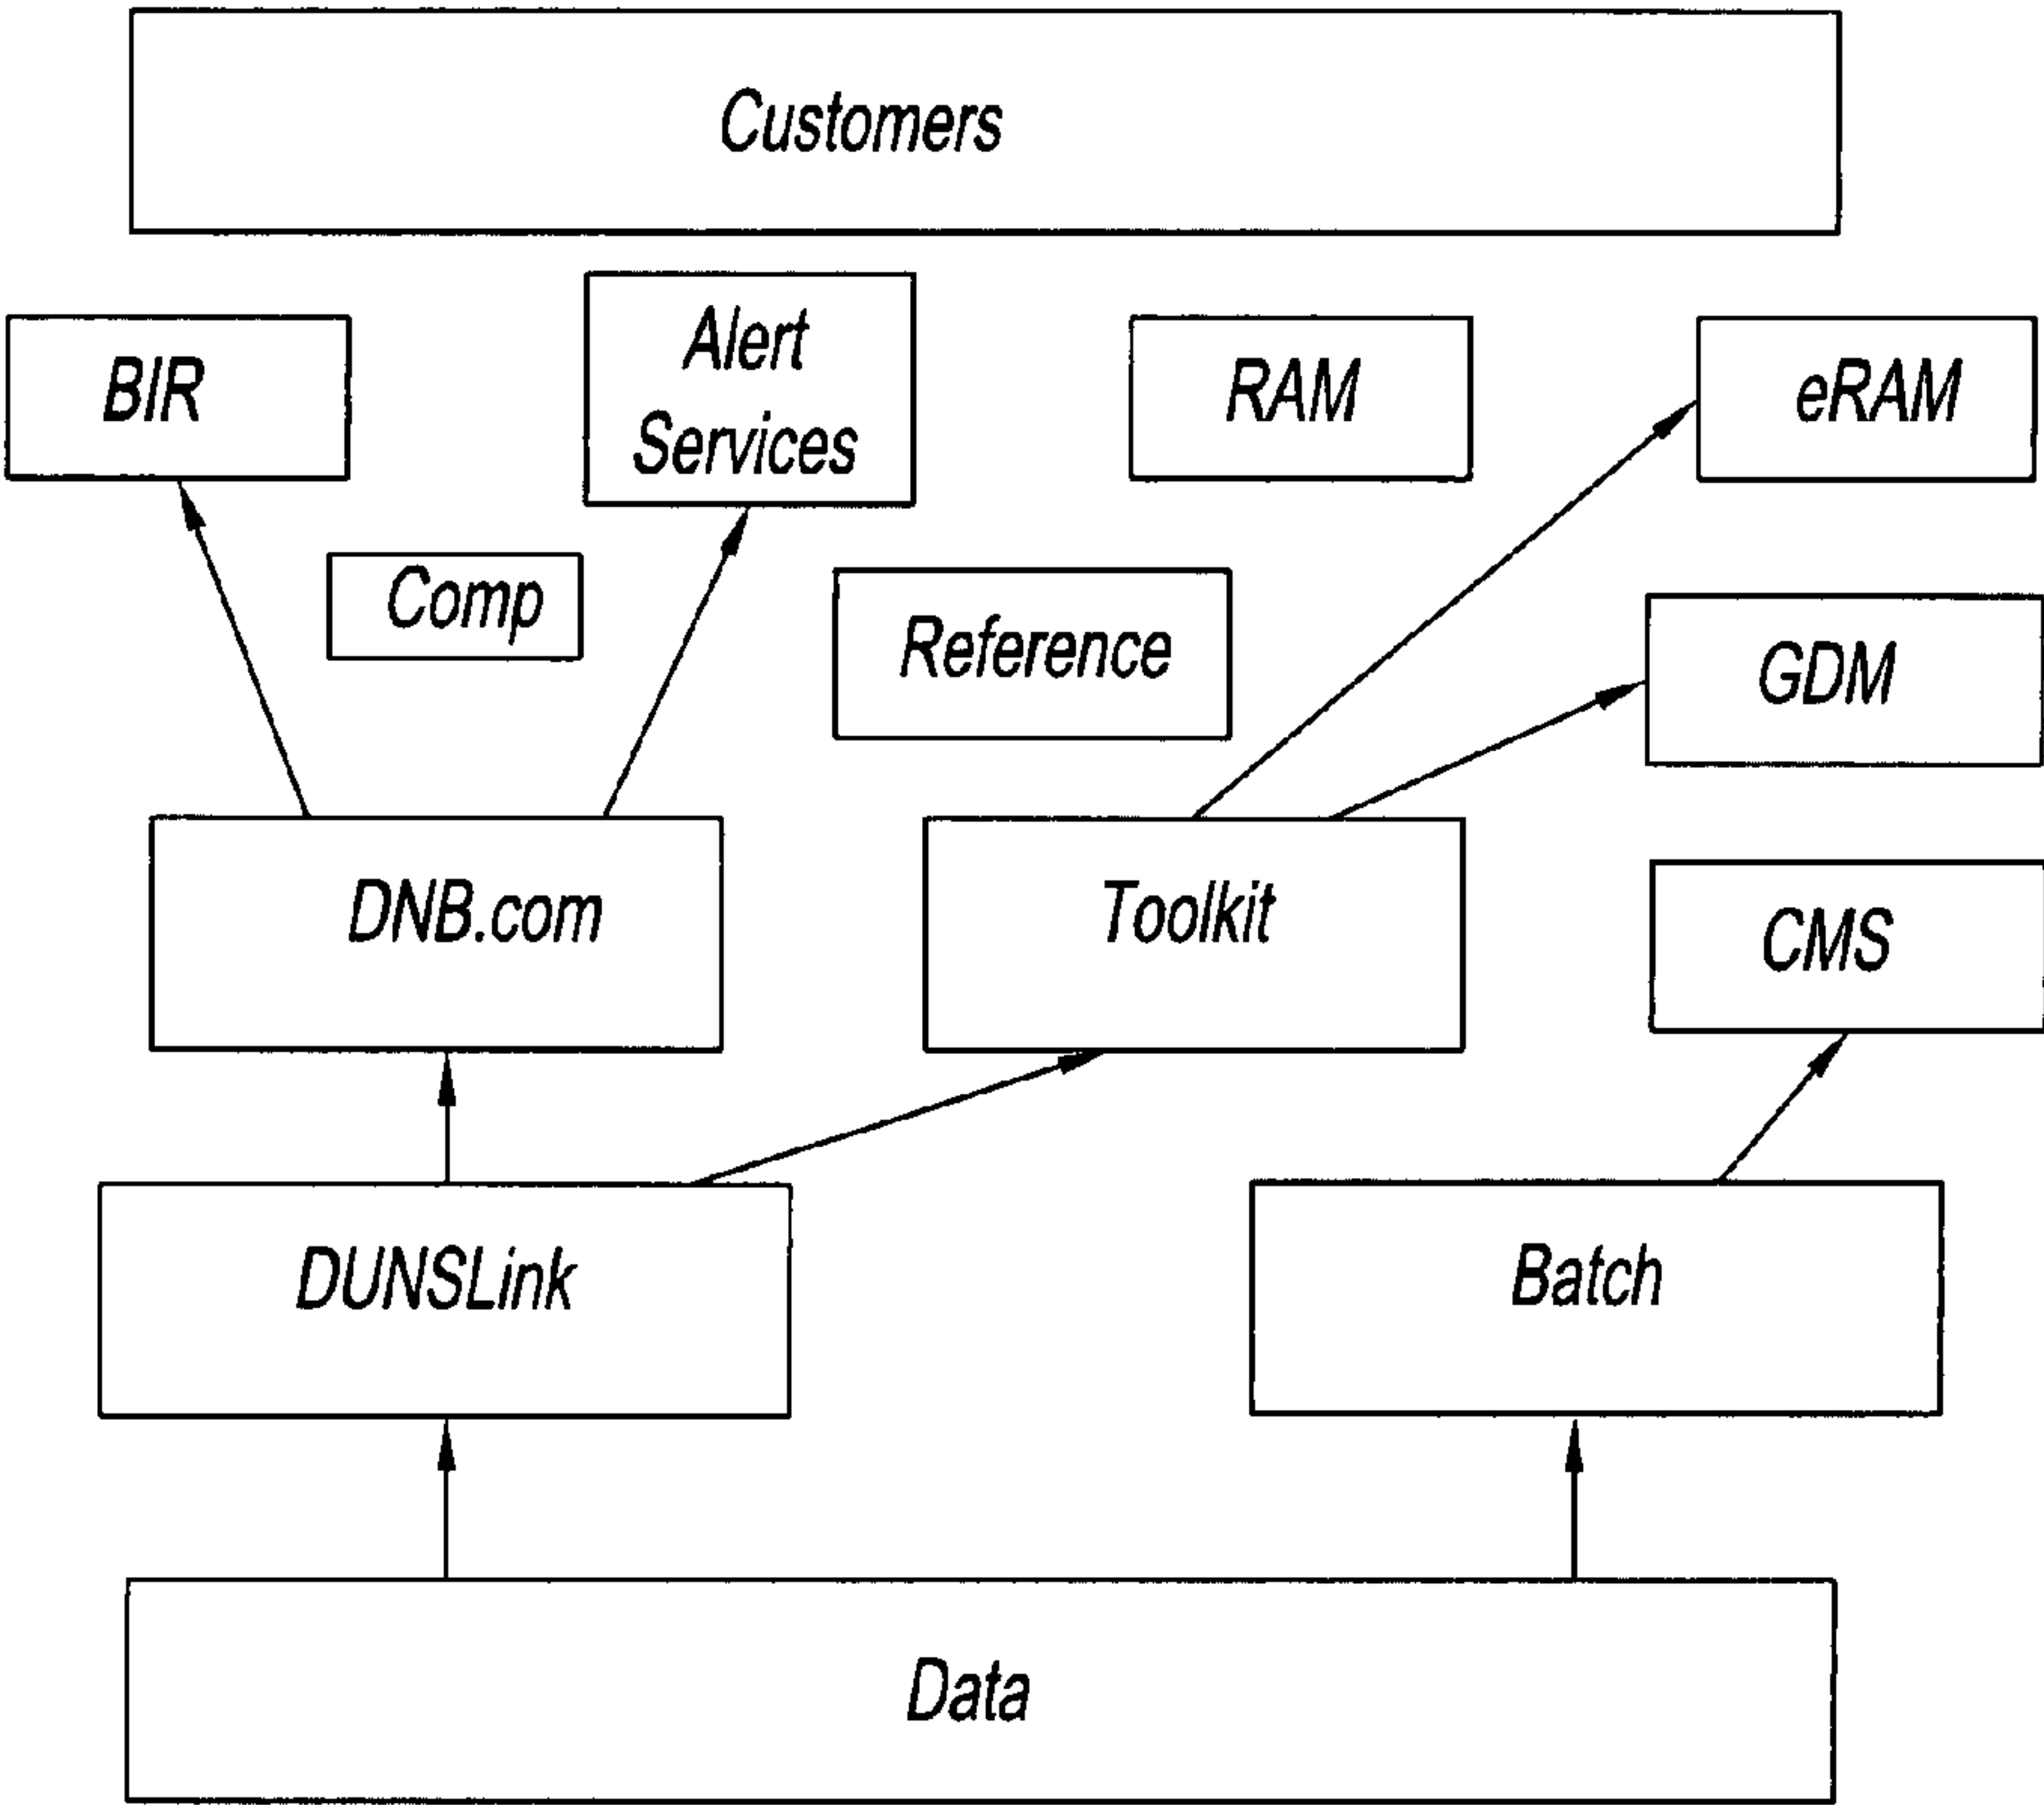 Customers
BIR
Alert
Services
RAM
eRAM
Comp
Reference
GDM
DNB.com
Toolkit
CMS
DUNSLink
Batch
Data